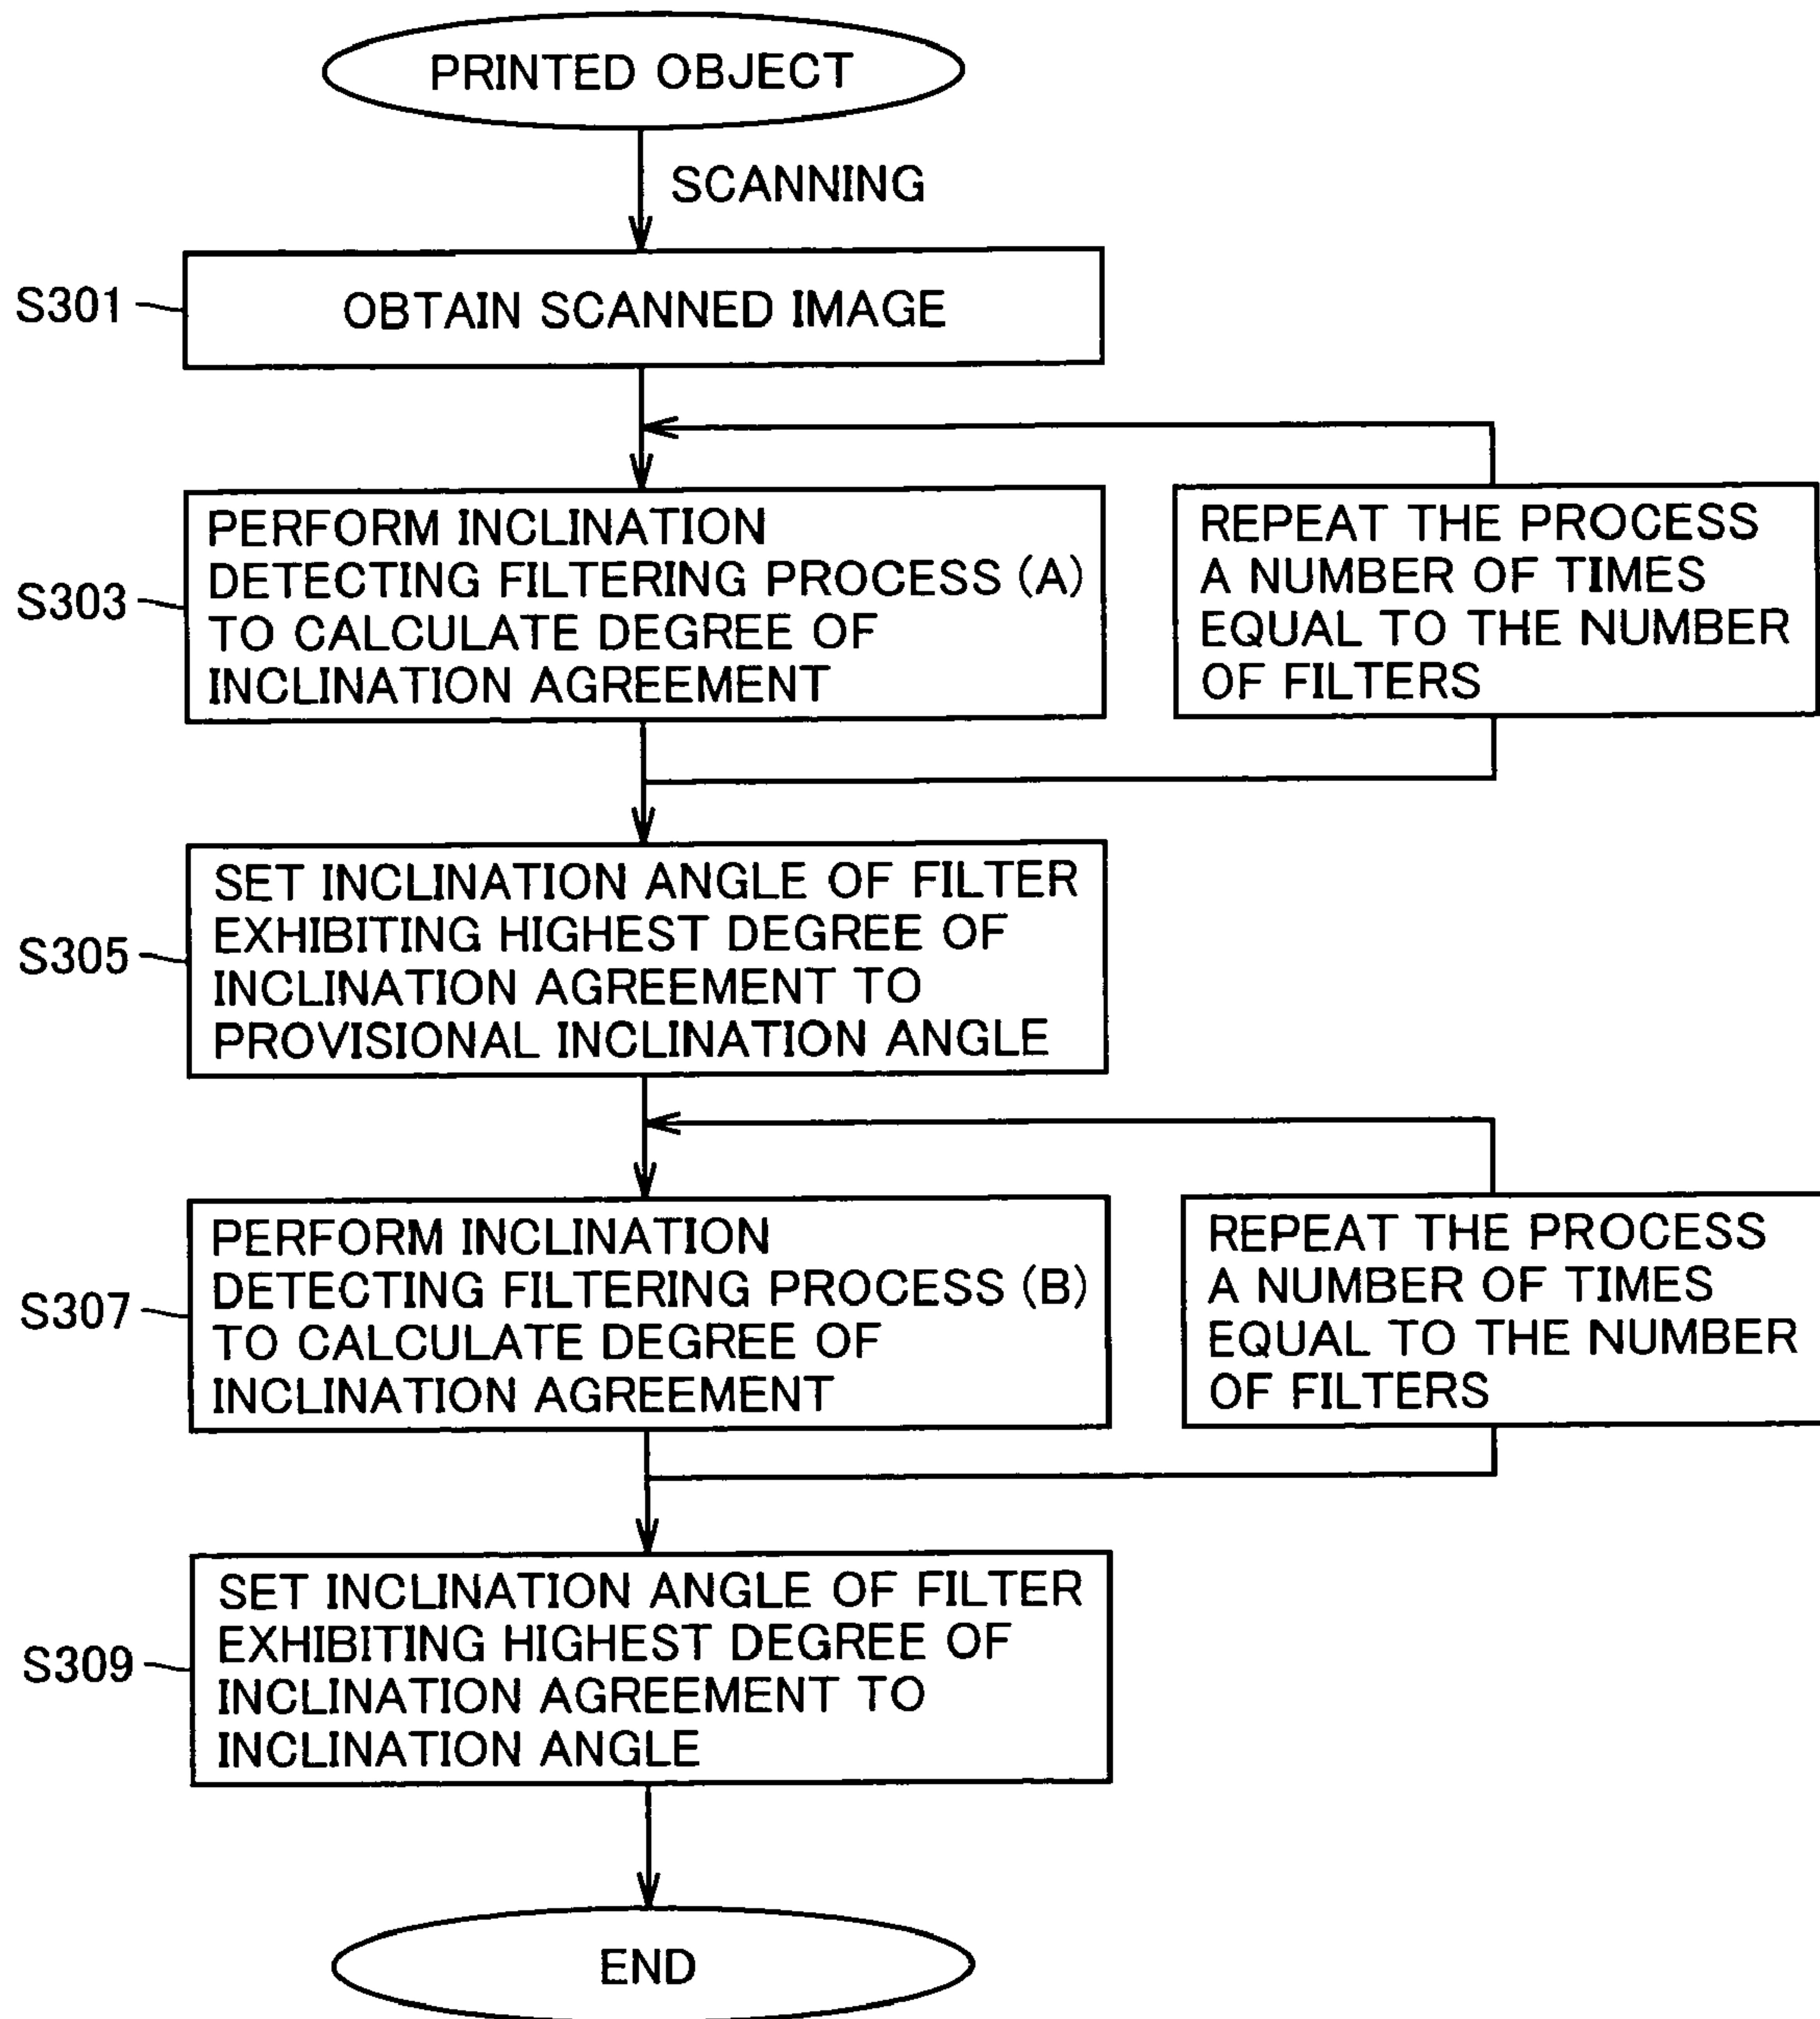 PRINTED OBJECT
SCANNING
S301
OBTAIN SCANNED IMAGE
S303
PERFORM INCLINATION
DETECTING FILTERING PROCESS (A)
TO CALCULATE DEGREE OF
INCLINATION AGREEMENT
REPEAT THE PROCESS
A NUMBER OF TIMES
EQUAL TO THE NUMBER
OF FILTERS
S305
SET INCLINATION ANGLE OF FILTER
EXHIBITING HIGHEST DEGREE OF
INCLINATION AGREEMENT TO
PROVISIONAL INCLINATION ANGLE
S307
PERFORM INCLINATION
DETECTING FILTERING PROCESS (B)
TO CALCULATE DEGREE OF
INCLINATION AGREEMENT
REPEAT THE PROCESS
A NUMBER OF TIMES
EQUAL TO THE NUMBER
OF FILTERS
S309
SET INCLINATION ANGLE OF FILTER
EXHIBITING HIGHEST DEGREE OF
INCLINATION AGREEMENT TO
INCLINATION ANGLE
END